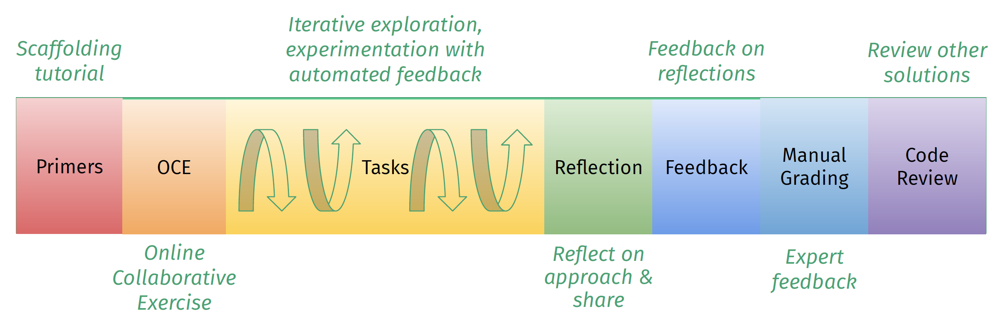 Scaffolding
tutorial
Iterative exploration,
experimentation with
automated feedback
Feedback on
reflections
Review other
solutions
Primers
OCE
Tasks
Reflection
Feedback
Manual
Grading
Code
Review
Online
Collaborative
Exercise
Reflect on
approach &
share
Expert
feedback